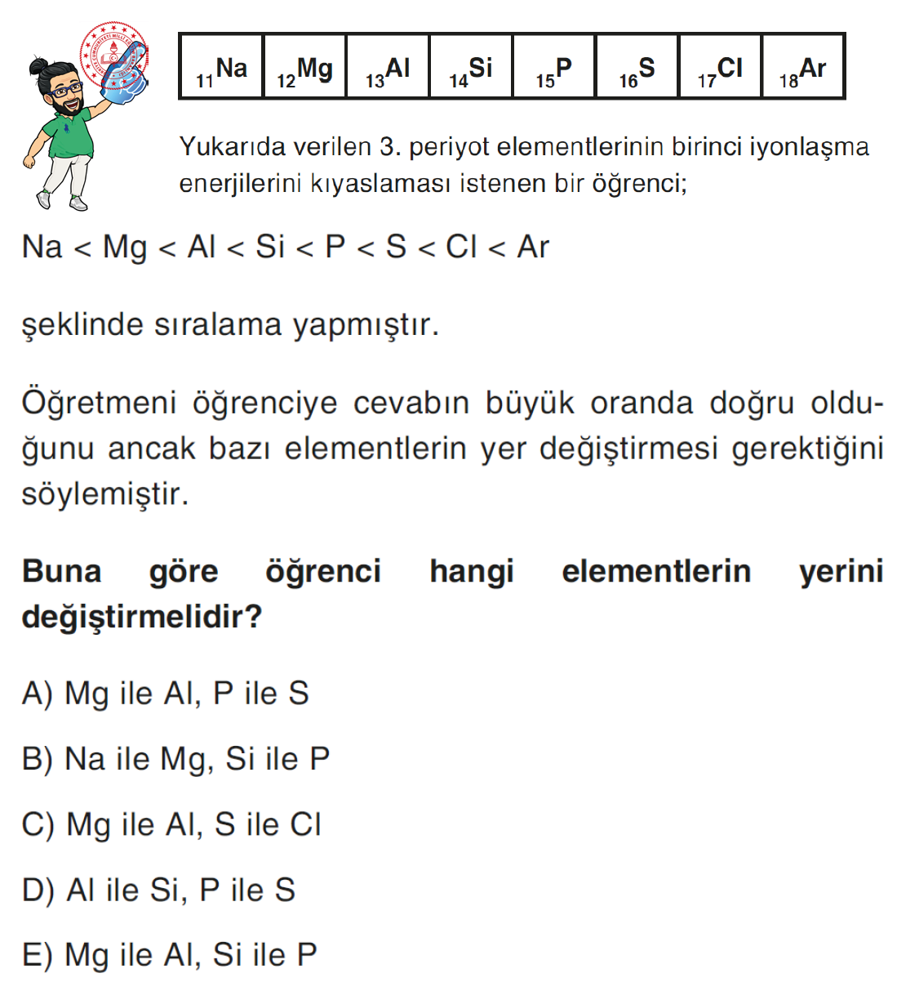 11Na 12Mg 13Al 14Si 15P 16S 17Cl 18Ar
Yukarıda verilen 3. periyot elementlerinin birinci iyonlaşma
enerjilerini kıyaslaması istenen bir öğrenci;
Na < Mg < Al < Si < P < S < Cl < Ar
şeklinde sıralama yapmıştır.
Öğretmeni öğrenciye cevabın büyük oranda doğru oldu-
ğunu ancak bazı elementlerin yer değiştirmesi gerektiğini
söylemiştir.
Buna göre öğrenci hangi elementlerin yerini
değiştirmelidir?
A) Mg ile Al, P ile S
B) Na ile Mg, Si ile P
C) Mg ile Al, S ile Cl
D) Al ile Si, P ile S
E) Mg ile Al, Si ile P